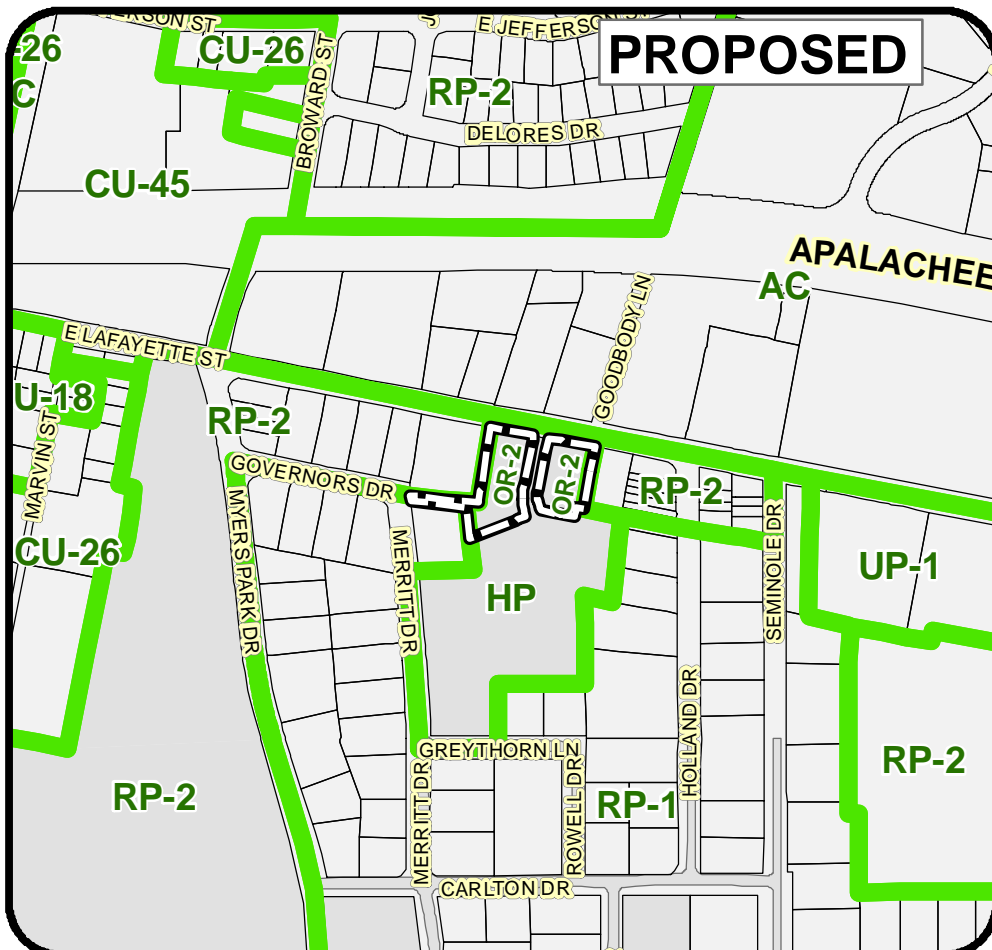 ERSON ST
E JEFFERSON ST
PROPOSED
-26
CU-26
C
BROWARD ST
RP-2
DELORES DR
CU-45
APALACHEE
AC
GOODBODY LN
E LAFAYETTE ST
U-18
MARVIN ST
RP-2
GOVERNORS DR
OR-2
OR-2
RP-2
CU-26
MYERS PARK DR
MERRITT DR
HP
SEMINOLE DR
UP-1
HOLLAND DR
GREYTHORN LN
RP-2
RP-2
MERRITT DR
ROWELL DR
RP-1
CARLTON DR